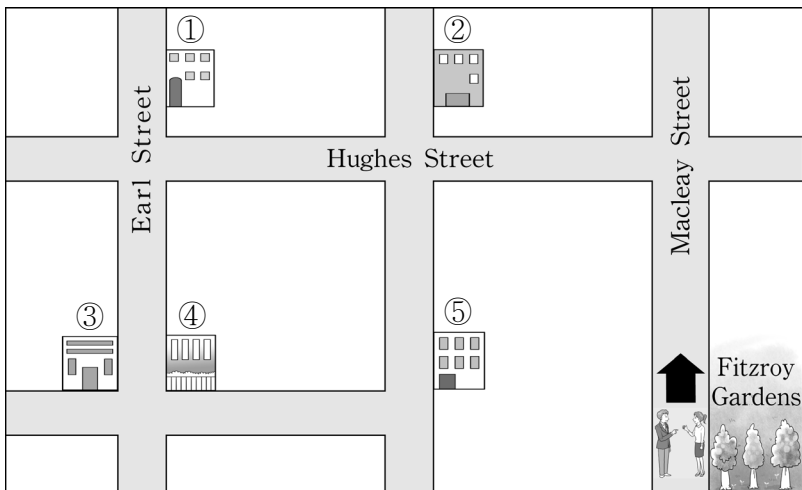 ①
②
Earl Street
Hughes Street
Macleay Street
③
④
⑤
Fitzroy
Gardens